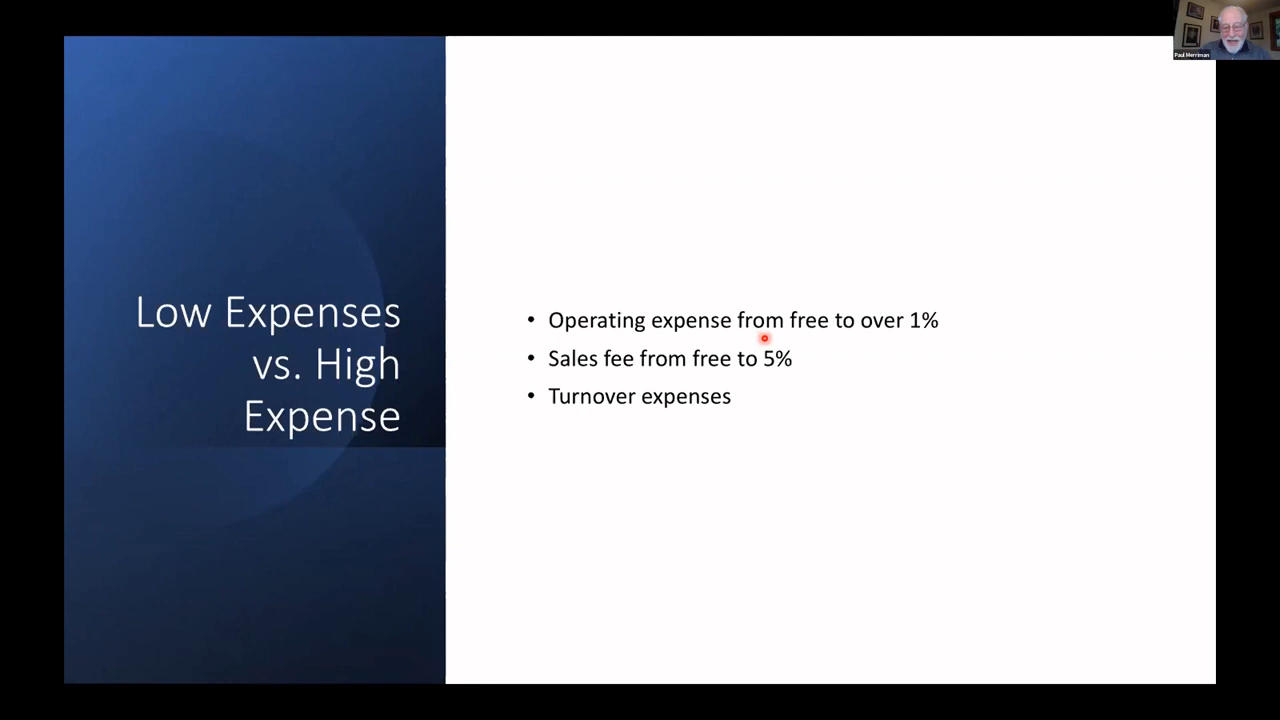 Paul Merriman
Low Expenses
vs. High
Expense
• Operating expense from free to over 1%
• Sales fee from free to 5%
• Turnover expenses